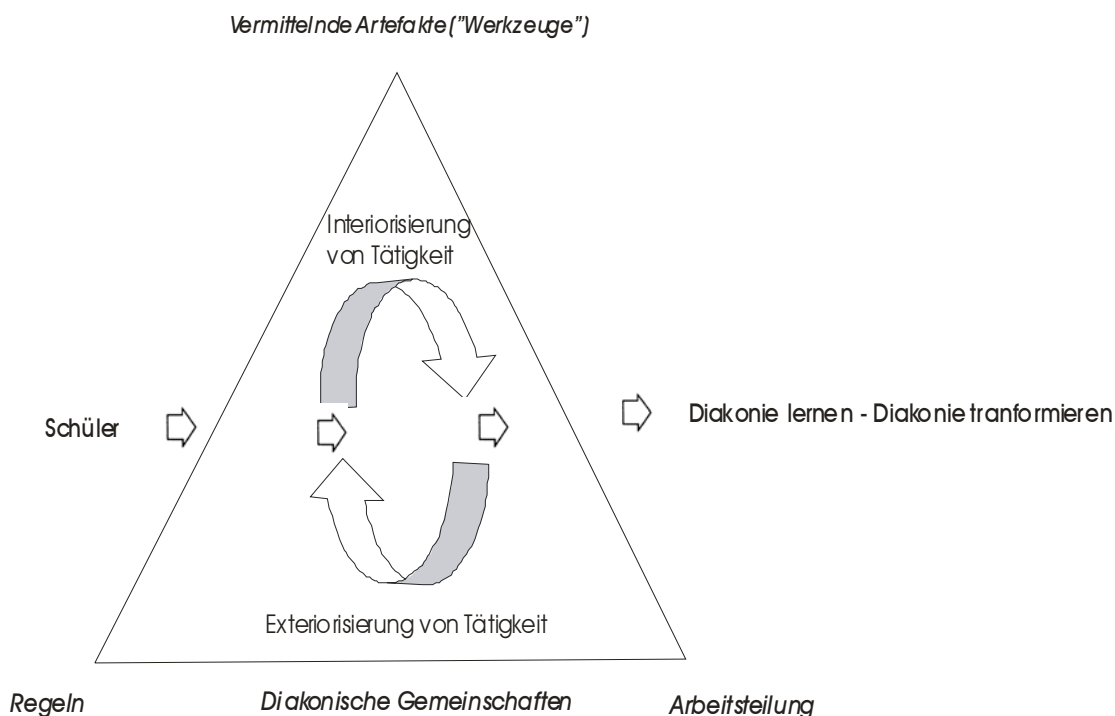 Vermittelnde Artefakte ("Werkzeuge")
Interiorisierung
von Tätigkeit
Schüler
Diakonie lernen - Diakonie tranformieren
Exteriorisierung von Tätigkeit
Regeln
Diakonische Gemeinschaften
Arbeitsteilung